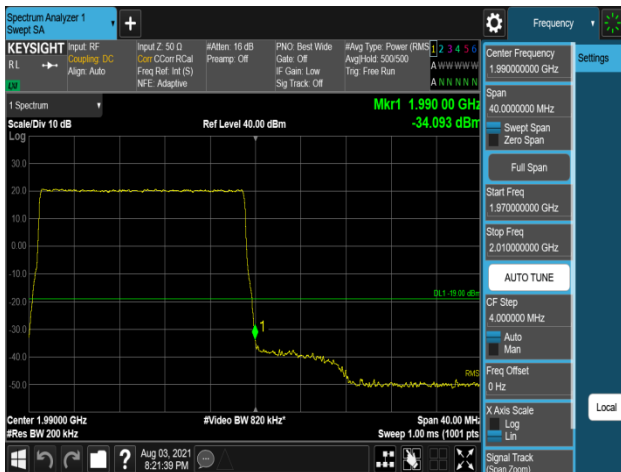 Spectrum Analyzer 1
Swept SA
Frequency
KEYSIGHT
RL
Input: RF
Coupling: DC
Align: Auto
Input Z: 50 Ω
Corr CCorr RCal
Freq Ref: Int (S)
NFE: Adaptive
#Atten: 16 dB
Preamp: Off
PNO: Best Wide
Gate: Off
IF Gain: Low
Sig Track: Off
#Avg Type: Power (RMS
Avg|Hold: 500/500
Trig: Free Run
1 2 3 4 5 6
A W W W W W
A N N N N N
1 Spectrum
Scale/Div 10 dB
Ref Level 40.00 dBm
Mkr1 1.990 00 GHz
-34.093 dBm
Log
30.0
20.0
10.0
0.00
-10.0
-20.0
-30.0
-40.0
-50.0
DL1 -19.00 dBm
1
RMS
Center 1.99000 GHz
#Res BW 200 kHz
#Video BW 820 kHz*
Span 40.00 MHz
Sweep 1.00 ms (1001 pts)
Aug 03, 2021
8:21:39 PM
Center Frequency
1.990000000 GHz
Span
40.0000000 MHz
Swept Span
Zero Span
Full Span
Start Freq
1.970000000 GHz
Stop Freq
2.010000000 GHz
AUTO TUNE
CF Step
4.000000 MHz
Auto
Man
Freq Offset
0 Hz
X Axis Scale
Log
Lin
Signal Track
(Span Zoom)
Settings
Local